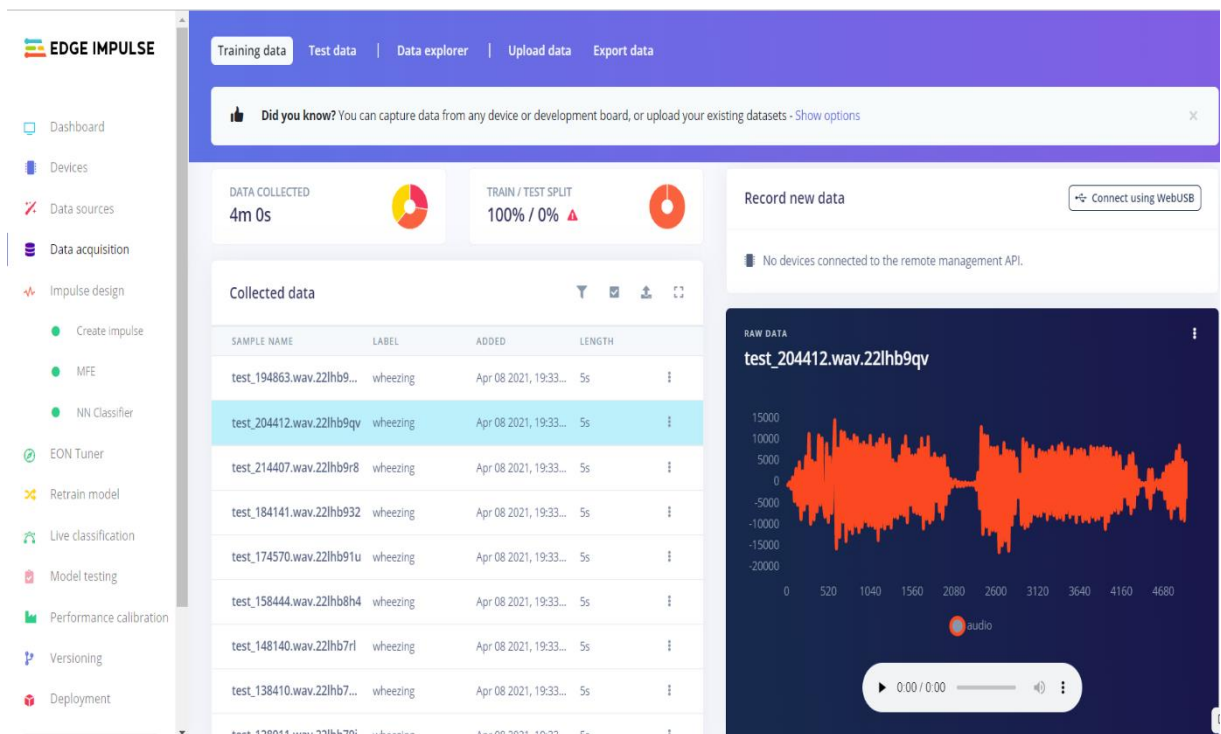 EDGE IMPULSE
Dashboard
Devices
Data sources
Data acquisition
Impulse design
Create impulse
MFE
NN Classifier
EON Tuner
Retrain model
Live classification
Model testing
Performance calibration
Versioning
Deployment
Training data Test data | Data explorer | Upload data Export data
Did you know? You can capture data from any device or development board, or upload your existing datasets - Show options ×
DATA COLLECTED
4m 0s
TRAIN / TEST SPLIT
100% / 0%
Collected data
SAMPLE NAME LABEL ADDED LENGTH
test_194863.wav.22lhb9... wheezing Apr 08 2021, 19:33... 5s
test_204412.wav.22lhb9qv wheezing Apr 08 2021, 19:33... 5s
test_214407.wav.22lhb9r8 wheezing Apr 08 2021, 19:33... 5s
test_184141.wav.22lhb932 wheezing Apr 08 2021, 19:33... 5s
test_174570.wav.22lhb91u wheezing Apr 08 2021, 19:33... 5s
test_158444.wav.22lhb8h4 wheezing Apr 08 2021, 19:33... 5s
test_148140.wav.22lhb7rl wheezing Apr 08 2021, 19:33... 5s
test_138410.wav.22lhb7... wheezing Apr 08 2021, 19:33... 5s
Record new data Connect using WebUSB
No devices connected to the remote management API.
RAW DATA
test_204412.wav.22lhb9qv
15000
10000
5000
0
-5000
-10000
-15000
-20000
0 520 1040 1560 2080 2600 3120 3640 4160 4680
audio
0:00 / 0:00